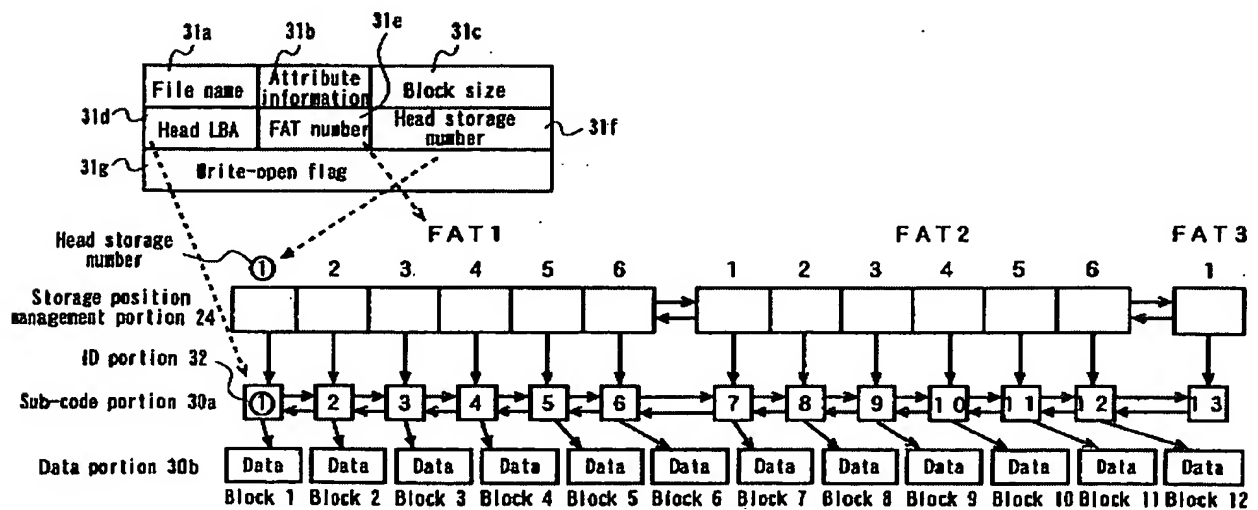 31a 31b 31e 31c
File name Attribute information Block size
31d Head LBA FAT number Head storage number 31f
31g Write-open flag
Head storage number FAT1 FAT2 FAT3
1 2 3 4 5 6 1 2 3 4 5 6 1
Storage position management portion 24
ID portion 32
Sub-code portion 30a 1 2 3 4 5 6 7 8 9 10 11 12 13
Data portion 30b Data Data Data Data Data Data Data Data Data Data Data Data
Block 1 Block 2 Block 3 Block 4 Block 5 Block 6 Block 7 Block 8 Block 9 Block 10 Block 11 Block 12